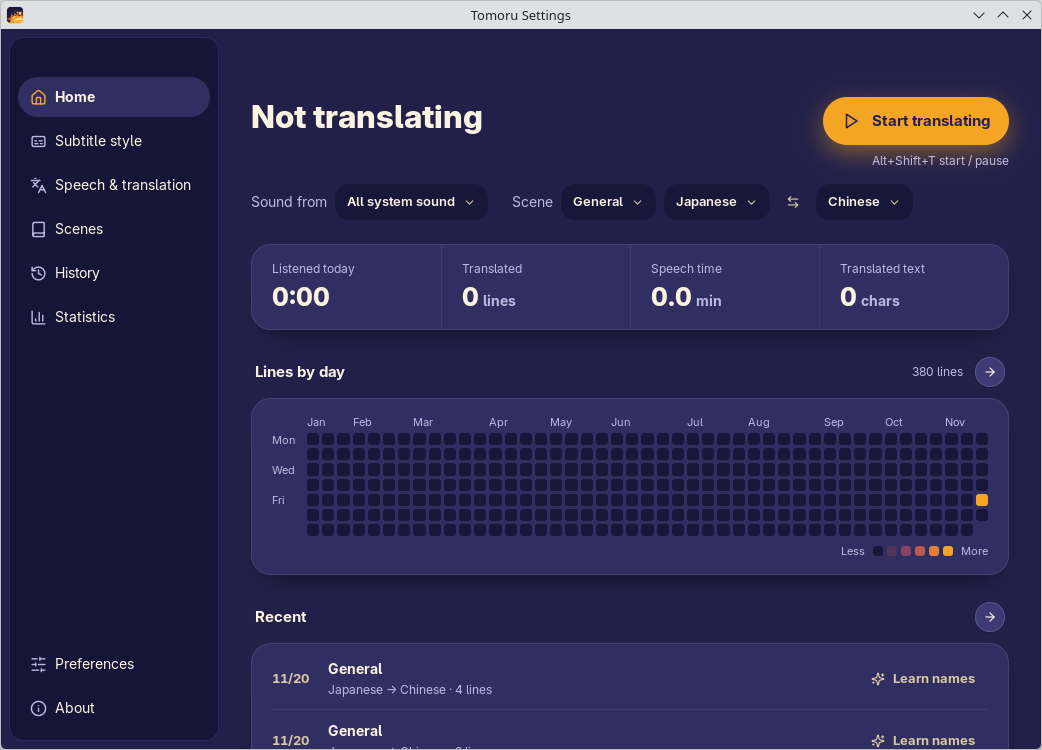 Tomoru Settings
Home
Subtitle style
Speech & translation
Scenes
History
Statistics
Preferences
About
Not translating
Start translating
Alt+Shift+T start / pause
Sound from All system sound Scene General Japanese Chinese
Listened today Translated Speech time Translated text
0:00 0 lines 0.0 min 0 chars
Lines by day 380 lines
Jan Feb Mar Apr May Jun Jul Aug Sep Oct Nov
Mon
Wed
Fri
Less More
Recent
11/20 General Learn names
Japanese → Chinese · 4 lines
11/20 General Learn names